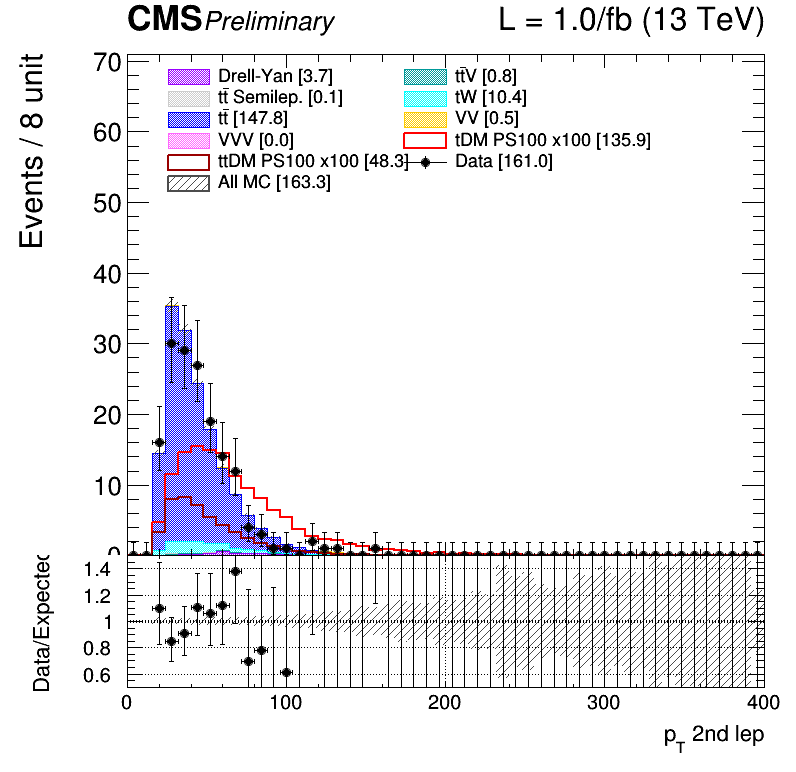 CMS Preliminary L = 1.0/fb (13 TeV)
Events / 8 unit
70
60
50
40
30
20
10
0
Drell-Yan [3.7]
tt̄V [0.8]
tt̄ Semilep. [0.1]
tW [10.4]
tt̄ [147.8]
VV [0.5]
VVV [0.0]
tDM PS100 x100 [135.9]
ttDM PS100 x100 [48.3]
Data [161.0]
All MC [163.3]
Data/Expected
1.4
1.2
1
0.8
0.6
0 100 200 300 400
pT 2nd lep